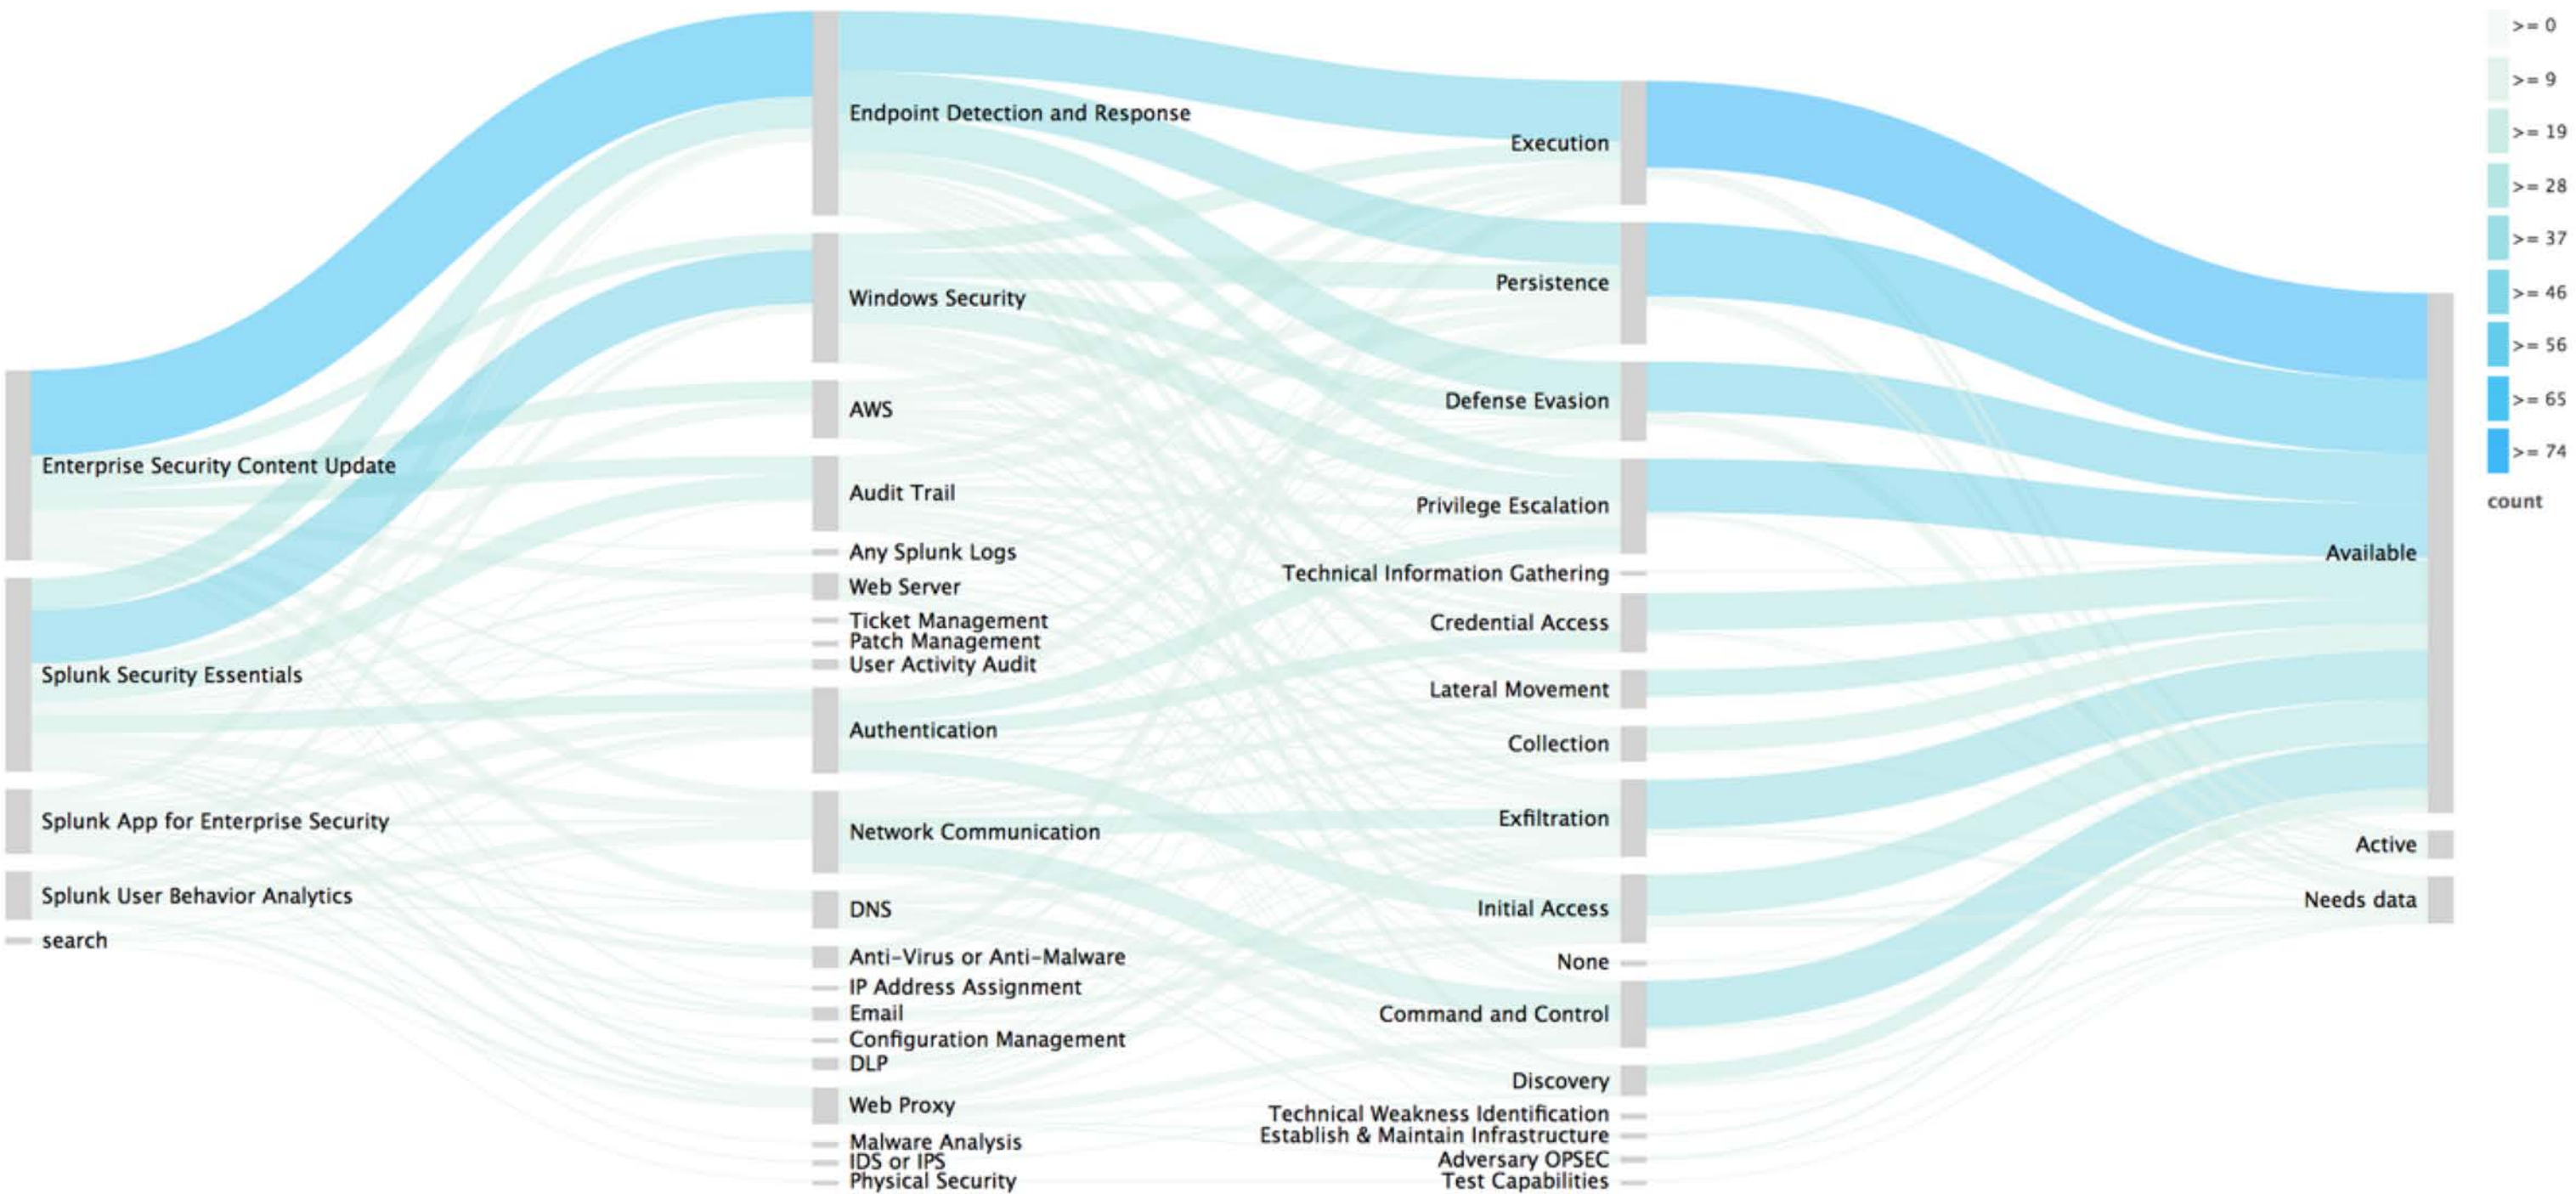 Enterprise Security Content Update
Splunk Security Essentials
Splunk App for Enterprise Security
Splunk User Behavior Analytics
search
Endpoint Detection and Response
Windows Security
AWS
Audit Trail
Any Splunk Logs
Web Server
Ticket Management
Patch Management
User Activity Audit
Authentication
Network Communication
DNS
Anti-Virus or Anti-Malware
IP Address Assignment
Email
Configuration Management
DLP
Web Proxy
Malware Analysis
IDS or IPS
Physical Security
Execution
Persistence
Defense Evasion
Privilege Escalation
Technical Information Gathering
Credential Access
Lateral Movement
Collection
Exfiltration
Initial Access
None
Command and Control
Discovery
Technical Weakness Identification
Establish & Maintain Infrastructure
Adversary OPSEC
Test Capabilities
Available
Active
Needs data
>= 0
>= 9
>= 19
>= 28
>= 37
>= 46
>= 56
>= 65
>= 74
count